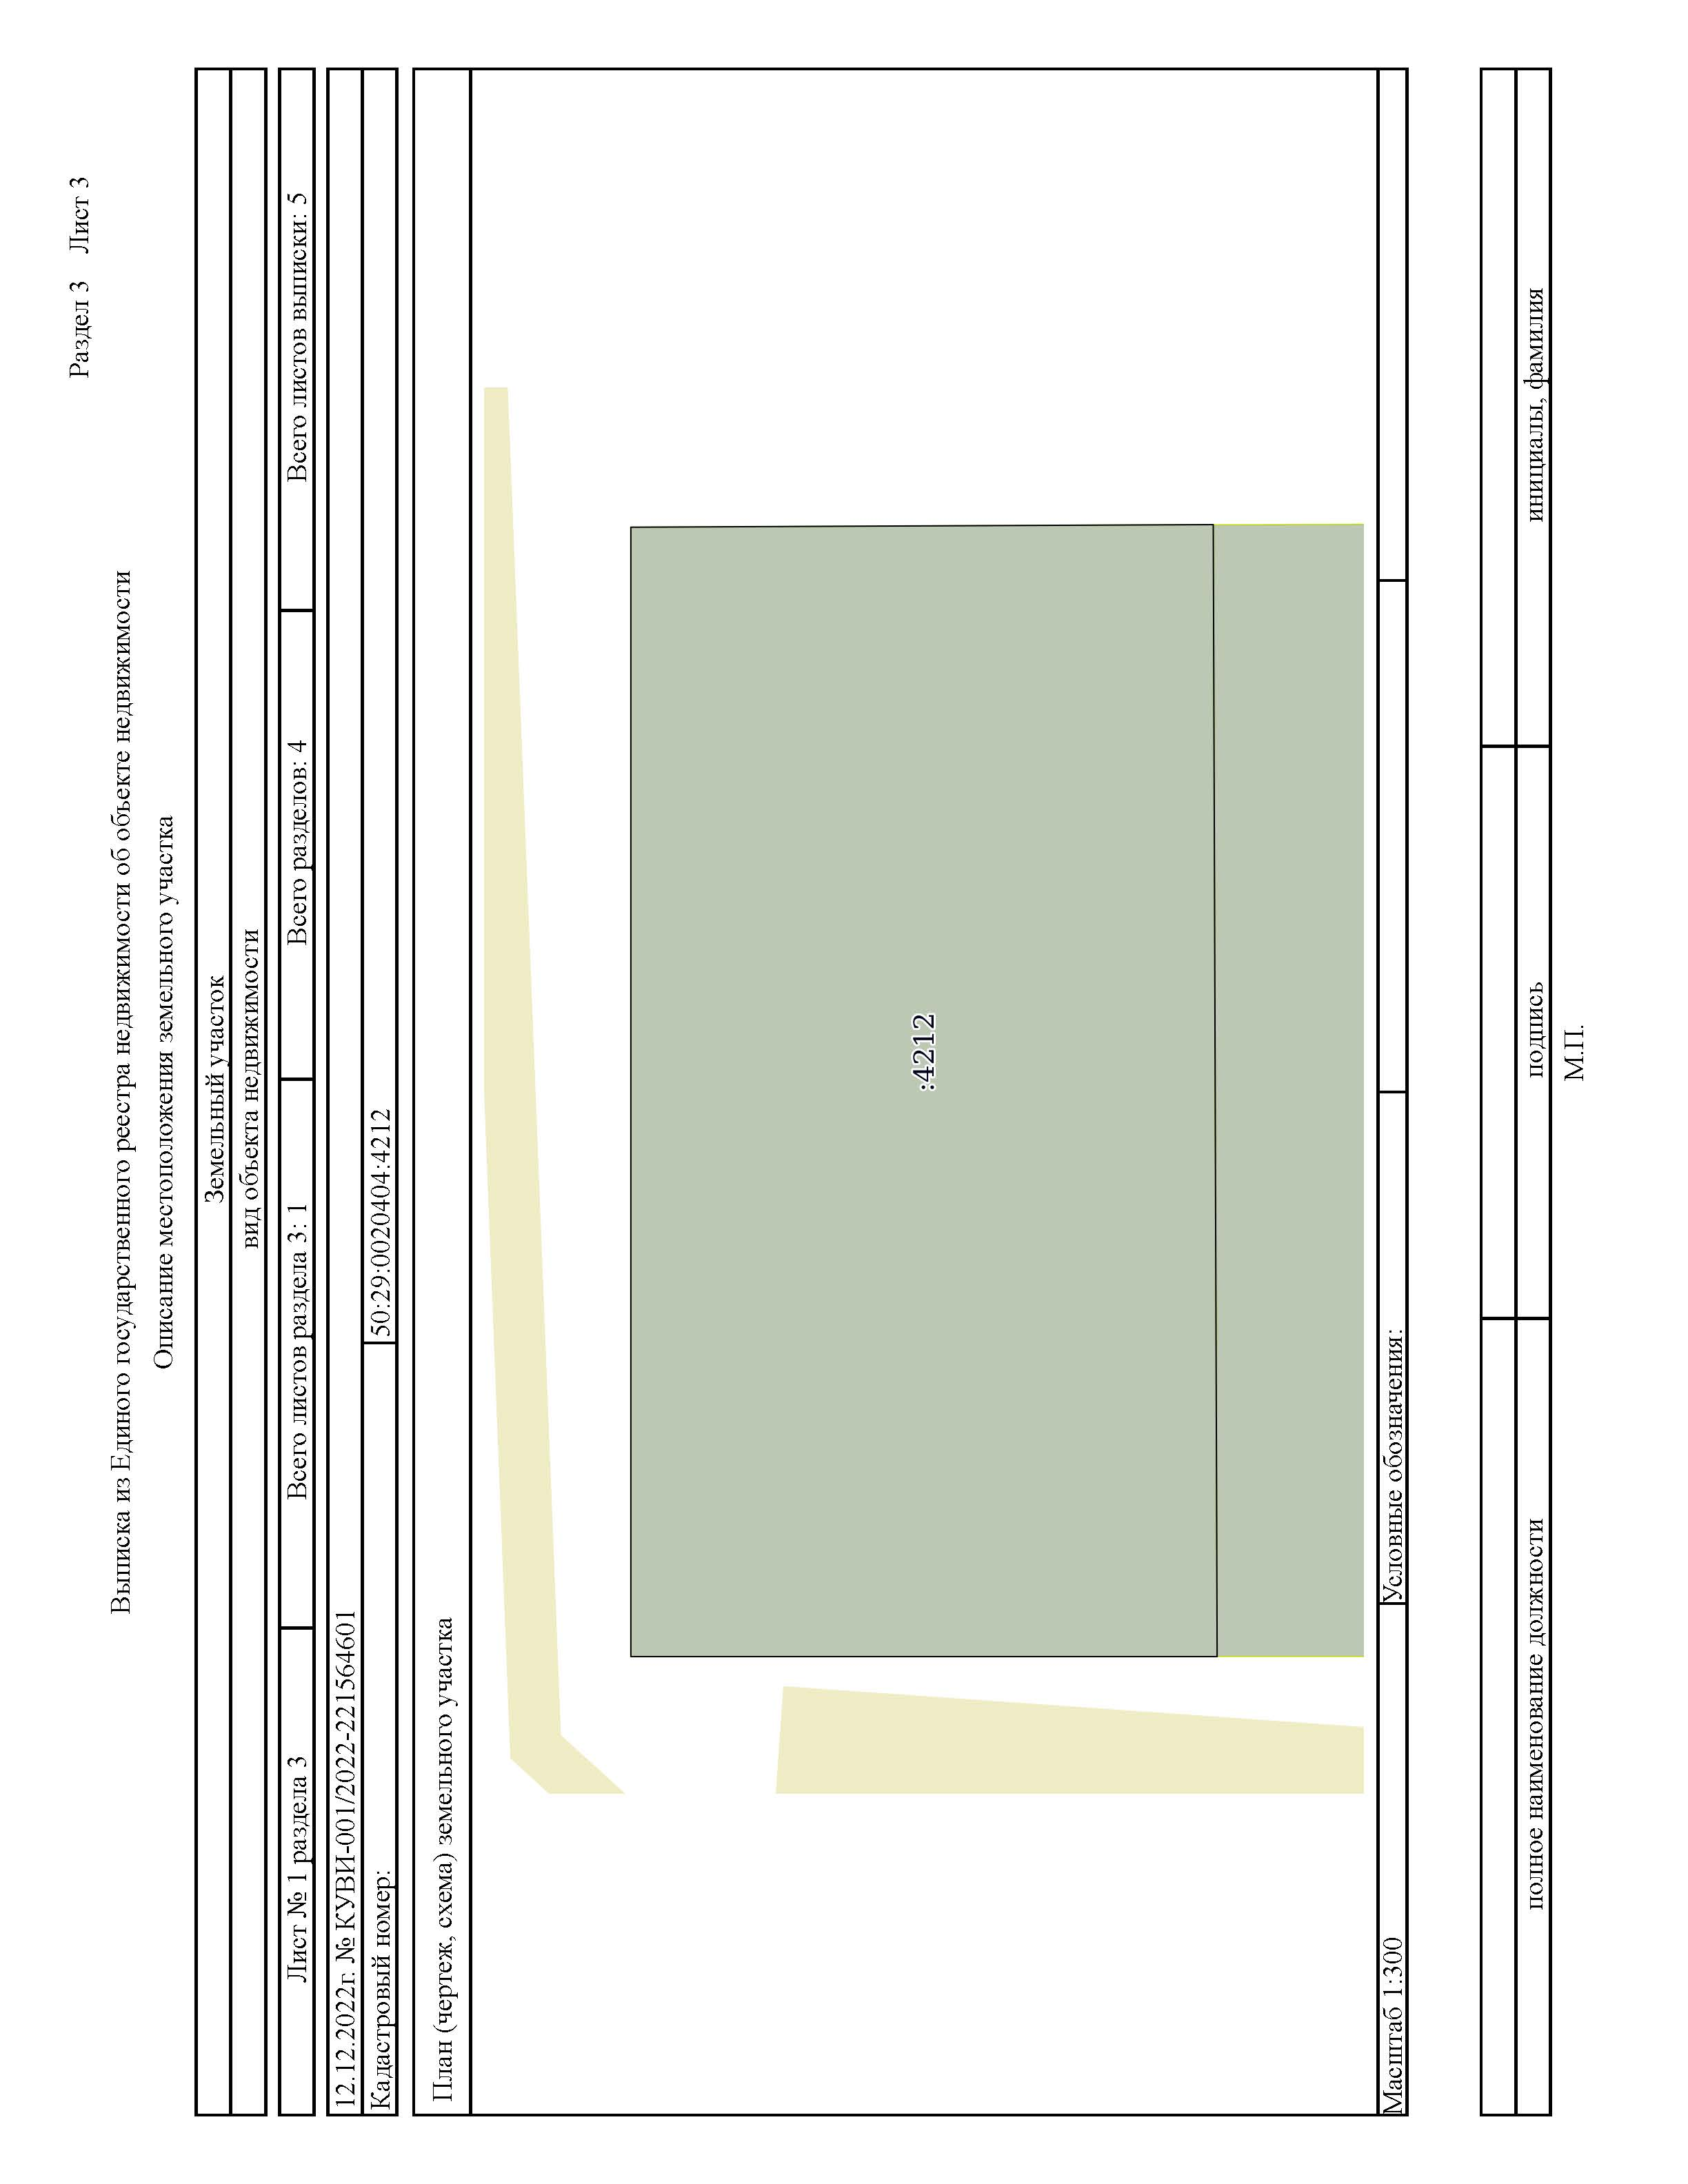 Раздел 3 Лист 3
Выписка из Единого государственного реестра недвижимости об объекте недвижимости
Описание местоположения земельного участка
Земельный участок
вид объекта недвижимости
Лист № 1 раздела 3 Всего листов раздела 3: 1 Всего разделов: 4 Всего листов выписки: 5
12.12.2022г. № КУВИ-001/2022-221564601
Кадастровый номер: 50:29:0020404:4212
План (чертеж, схема) земельного участка
:4212
Масштаб 1:300 Условные обозначения:
полное наименование должности подпись инициалы, фамилия
М.П.